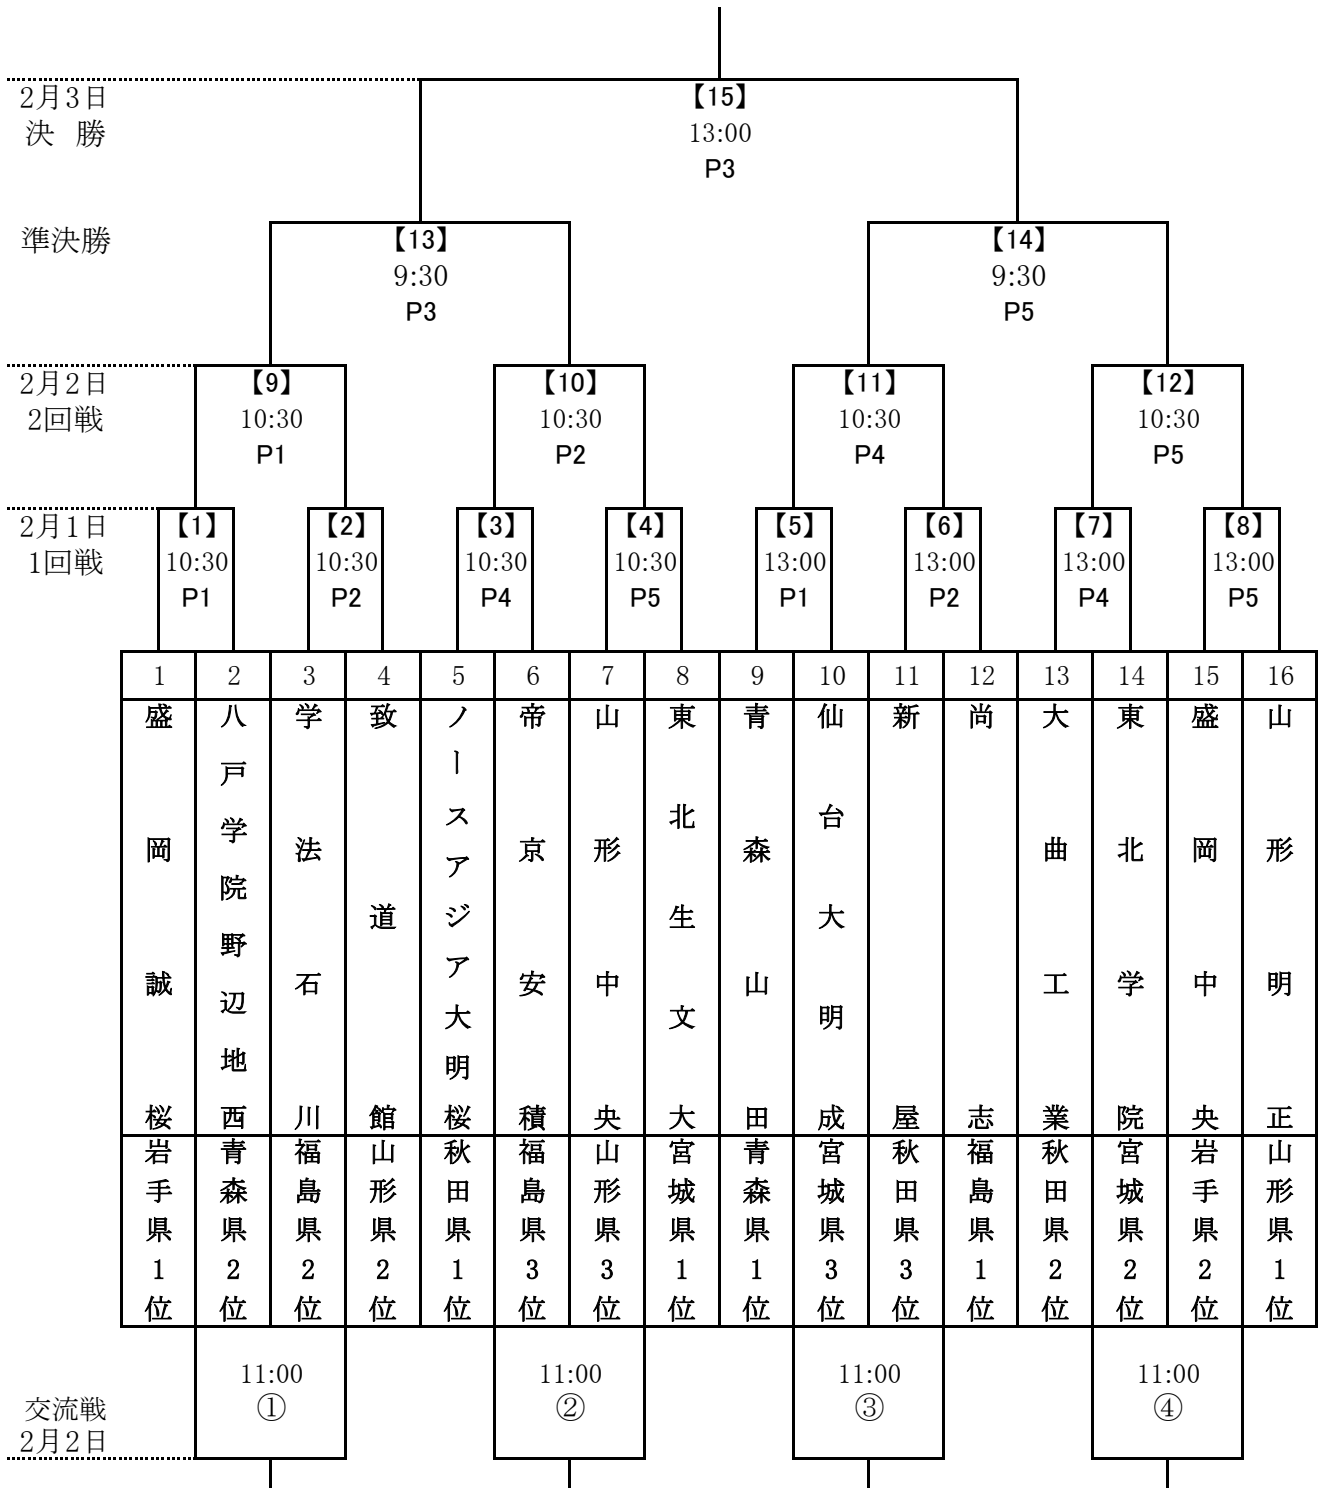 2月3日
決 勝
【15】
13:00
P3
準決勝
【13】 【14】
9:30 9:30
P3 P5
2月2日
2回戦
【9】 【10】 【11】 【12】
10:30 10:30 10:30 10:30
P1 P2 P4 P5
2月1日
1回戦
【1】 【2】 【3】 【4】 【5】 【6】 【7】 【8】
10:30 10:30 10:30 10:30 13:00 13:00 13:00 13:00
P1 P2 P4 P5 P1 P2 P4 P5
1 2 3 4 5 6 7 8 9 10 11 12 13 14 15 16
盛岡誠桜
八戸学院野辺地西
学法石川
致道館
ノースアジア大明桜
帝京安積
山形中央
東北生文大
青森山田
仙台大明成
新屋
尚志
大曲工業
東北学院
盛岡中央
山形明正
岩手県1位
青森県2位
福島県2位
山形県2位
秋田県1位
福島県3位
山形県3位
宮城県1位
青森県1位
宮城県3位
秋田県3位
福島県1位
秋田県2位
宮城県2位
岩手県2位
山形県1位
11:00 11:00 11:00 11:00
① ② ③ ④
交流戦
2月2日